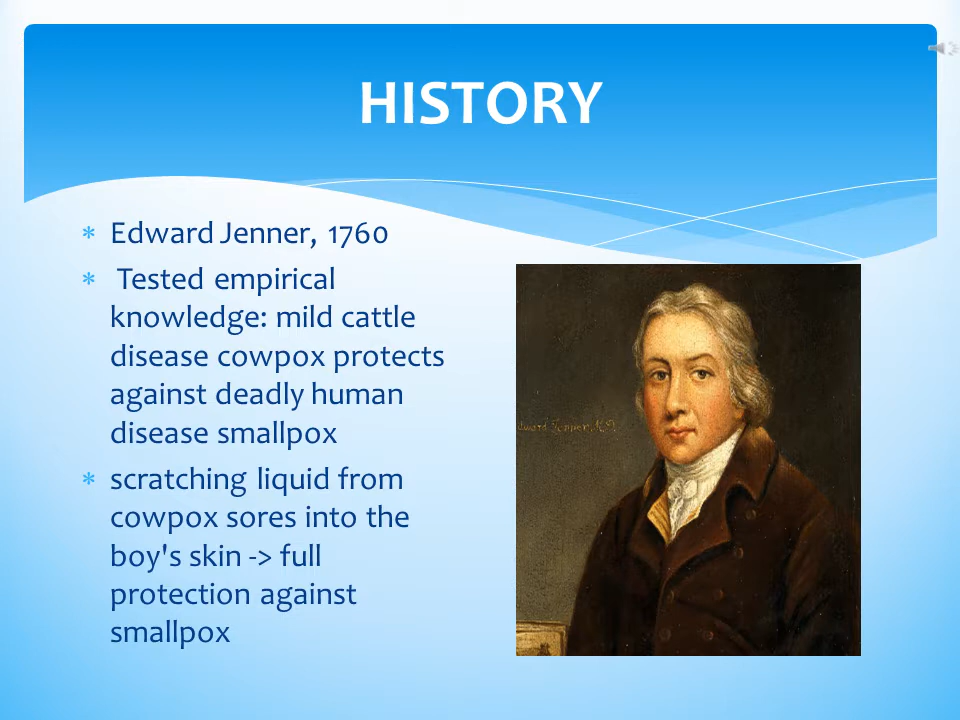 HISTORY
Edward Jenner, 1760
Tested empirical
knowledge: mild cattle
disease cowpox protects
against deadly human
disease smallpox
scratching liquid from
cowpox sores into the
boy's skin -> full
protection against
smallpox